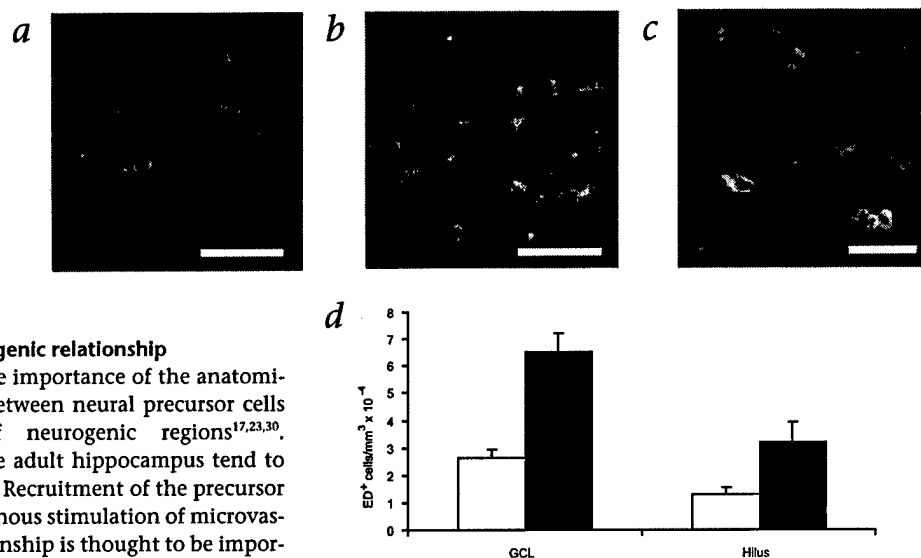 a
b
c
genic relationship
e importance of the anatomi-
etween neural precursor cells
f neurogenic regions17,23,30.
e adult hippocampus tend to
Recruitment of the precursor
nous stimulation of microvas-
onship is thought to be impor-
d
8
7
6
5
4
3
2
1
0
ED+ cells/mm3 x 10-4
GCL
Hilus